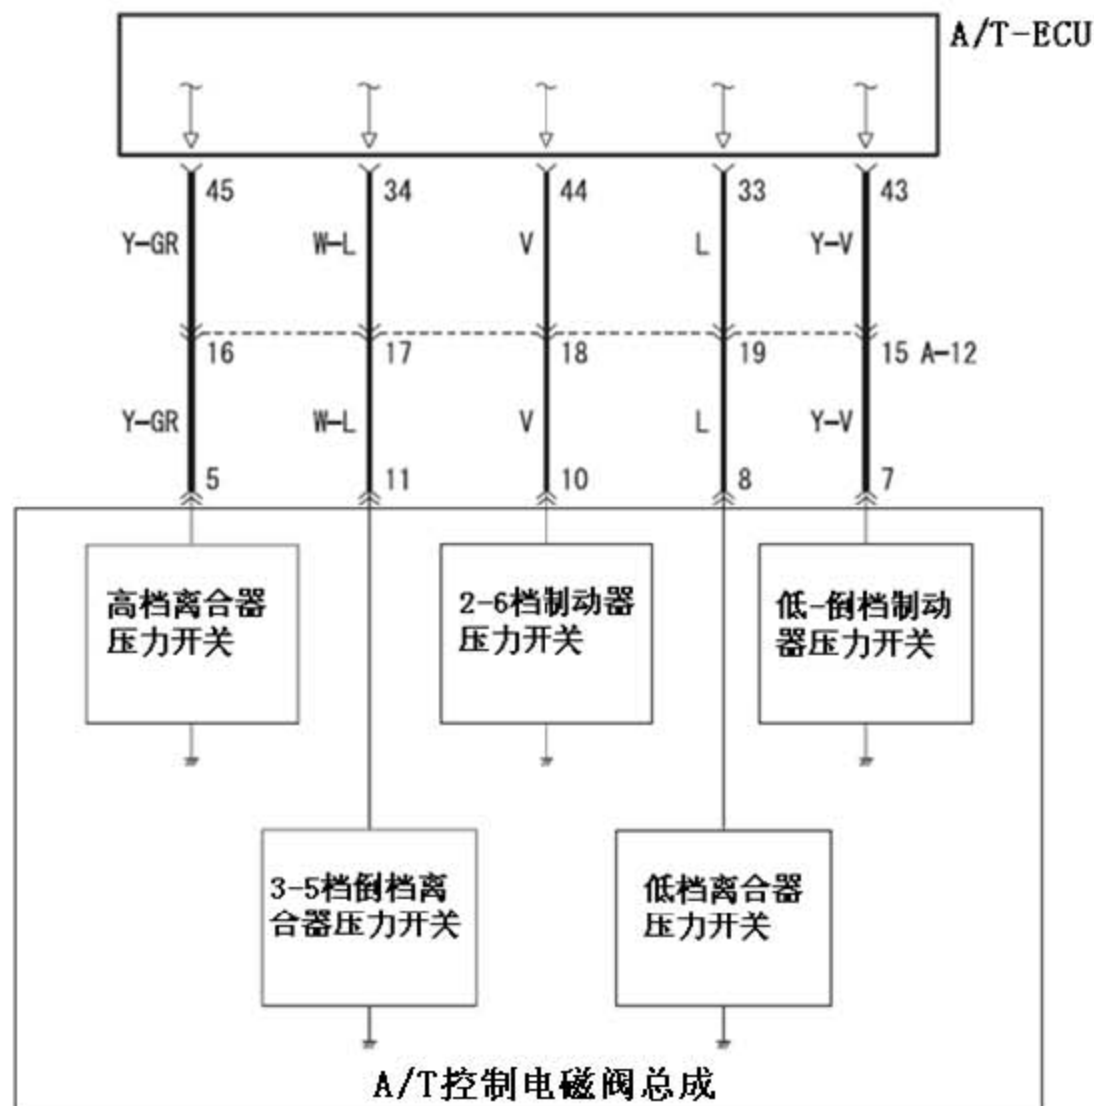 A/T-ECU
45 34 44 33 43
Y-GR W-L V L Y-V
16 17 18 19 15 A-12
Y-GR W-L V L Y-V
5 11 10 8 7
高档离合器
压力开关
2-6档制动器
压力开关
低-倒档制动
器压力开关
3-5档倒档离
合器压力开关
低档离合器
压力开关
A/T控制电磁阀总成